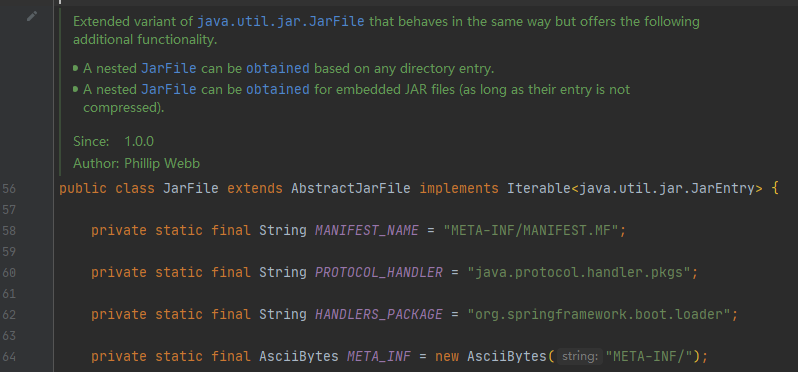 Extended variant of java.util.jar.JarFile that behaves in the same way but offers the following
additional functionality.
• A nested JarFile can be obtained based on any directory entry.
• A nested JarFile can be obtained for embedded JAR files (as long as their entry is not
compressed).
Since: 1.0.0
Author: Phillip Webb
56 public class JarFile extends AbstractJarFile implements Iterable<java.util.jar.JarEntry> {
57
58 private static final String MANIFEST_NAME = "META-INF/MANIFEST.MF";
59
60 private static final String PROTOCOL_HANDLER = "java.protocol.handler.pkgs";
61
62 private static final String HANDLERS_PACKAGE = "org.springframework.boot.loader";
63
64 private static final AsciiBytes META_INF = new AsciiBytes( string: "META-INF/");